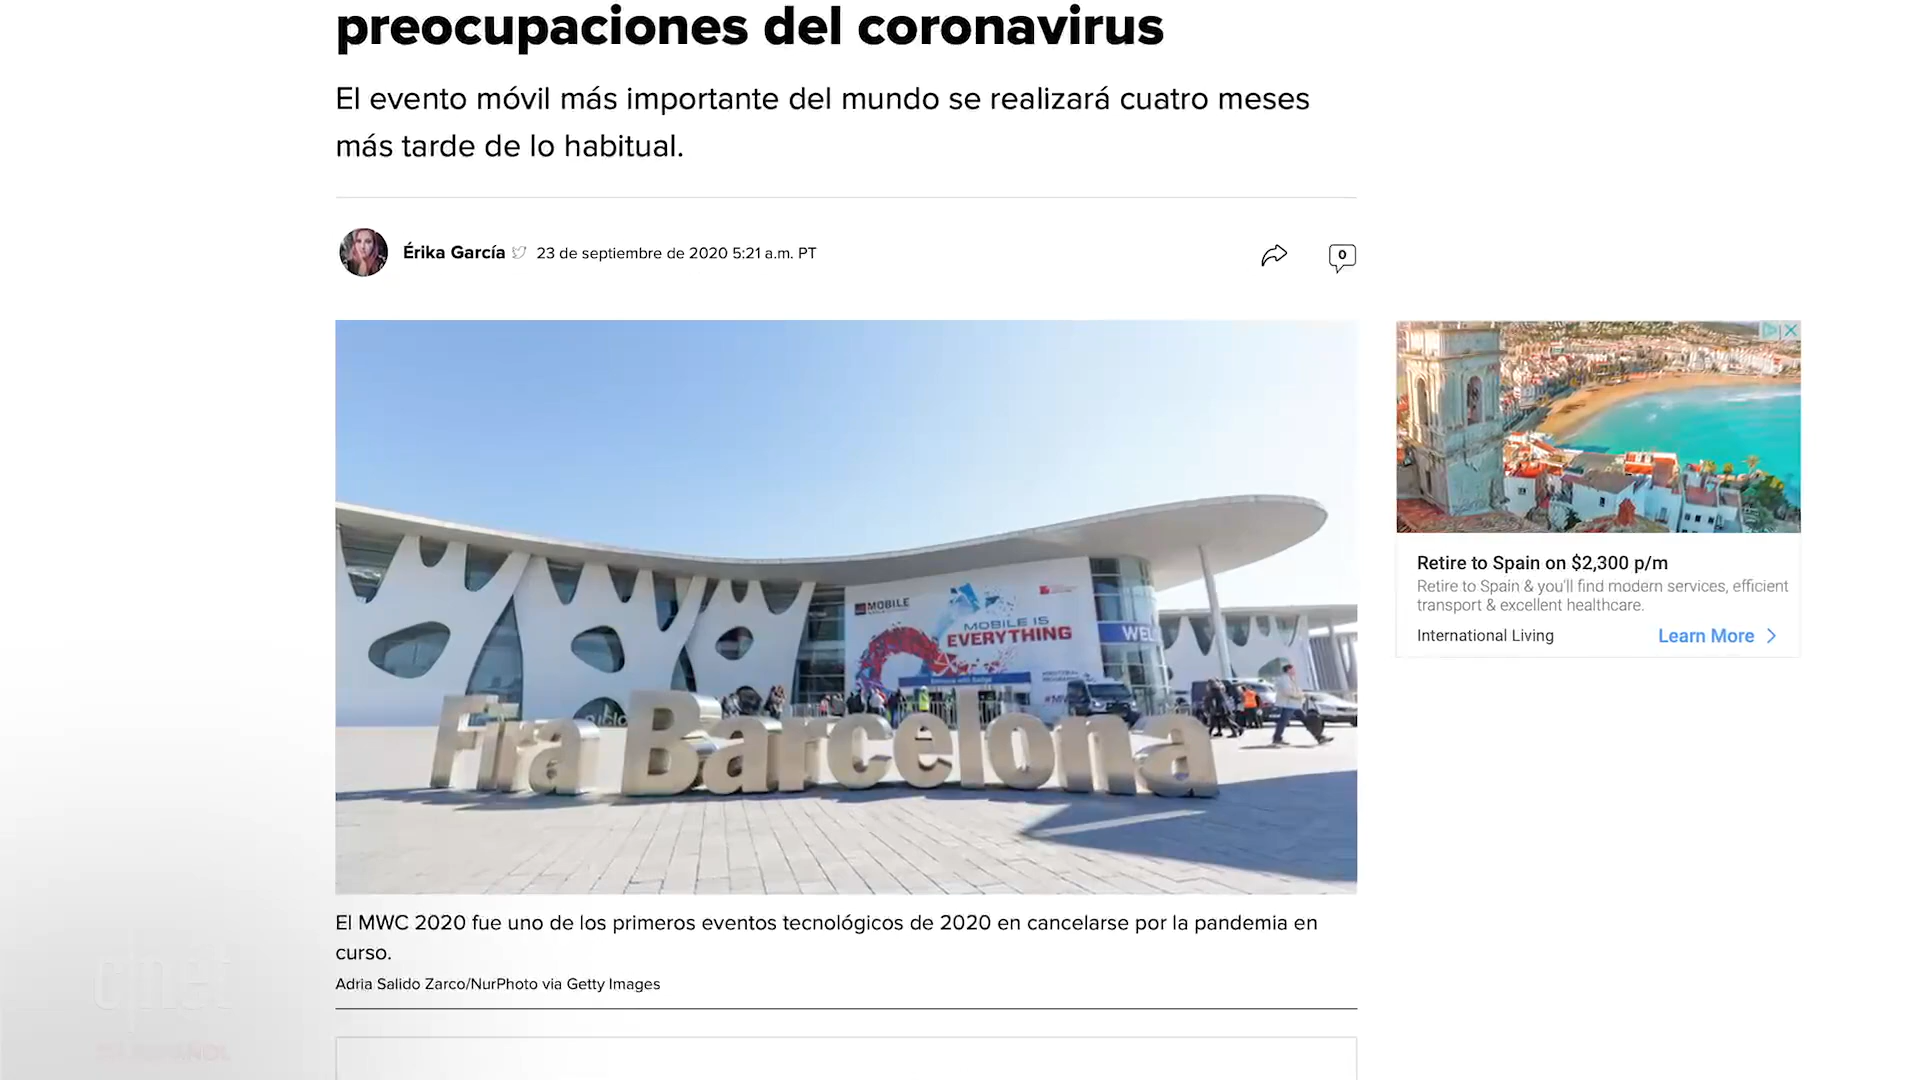 preocupaciones del coronavirus
El evento móvil más importante del mundo se realizará cuatro meses
más tarde de lo habitual.
Érika García 23 de septiembre de 2020 5:21 a.m. PT
0
MOBILE
MOBILE IS
EVERYTHING
WEL
Fira Barcelona
El MWC 2020 fue uno de los primeros eventos tecnológicos de 2020 en cancelarse por la pandemia en
curso.
Adria Salido Zarco/NurPhoto via Getty Images
Retire to Spain on $2,300 p/m
Retire to Spain & you'll find modern services, efficient
transport & excellent healthcare.
International Living
Learn More
c|net
EN ESPAÑOL